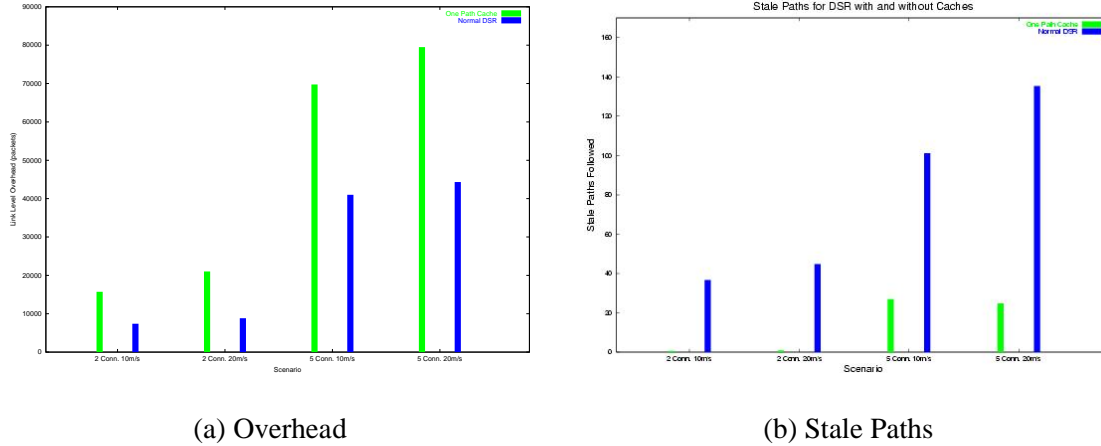 90000
80000
70000
60000
50000
40000
30000
20000
10000
0
Link Level Overhead (packets)
One Path Cache
Normal DSR
2 Conn. 10m/s
2 Conn. 20m/s
5 Conn. 10m/s
5 Conn. 20m/s
Scenario
(a) Overhead
Stale Paths for DSR with and without Caches
160
140
120
100
80
60
40
20
0
Stale Paths Followed
One Path Cache
Normal DSR
2 Conn. 10m/s
2 Conn. 20m/s
5 Conn. 10m/s
5 Conn. 20m/s
Scenario
(b) Stale Paths